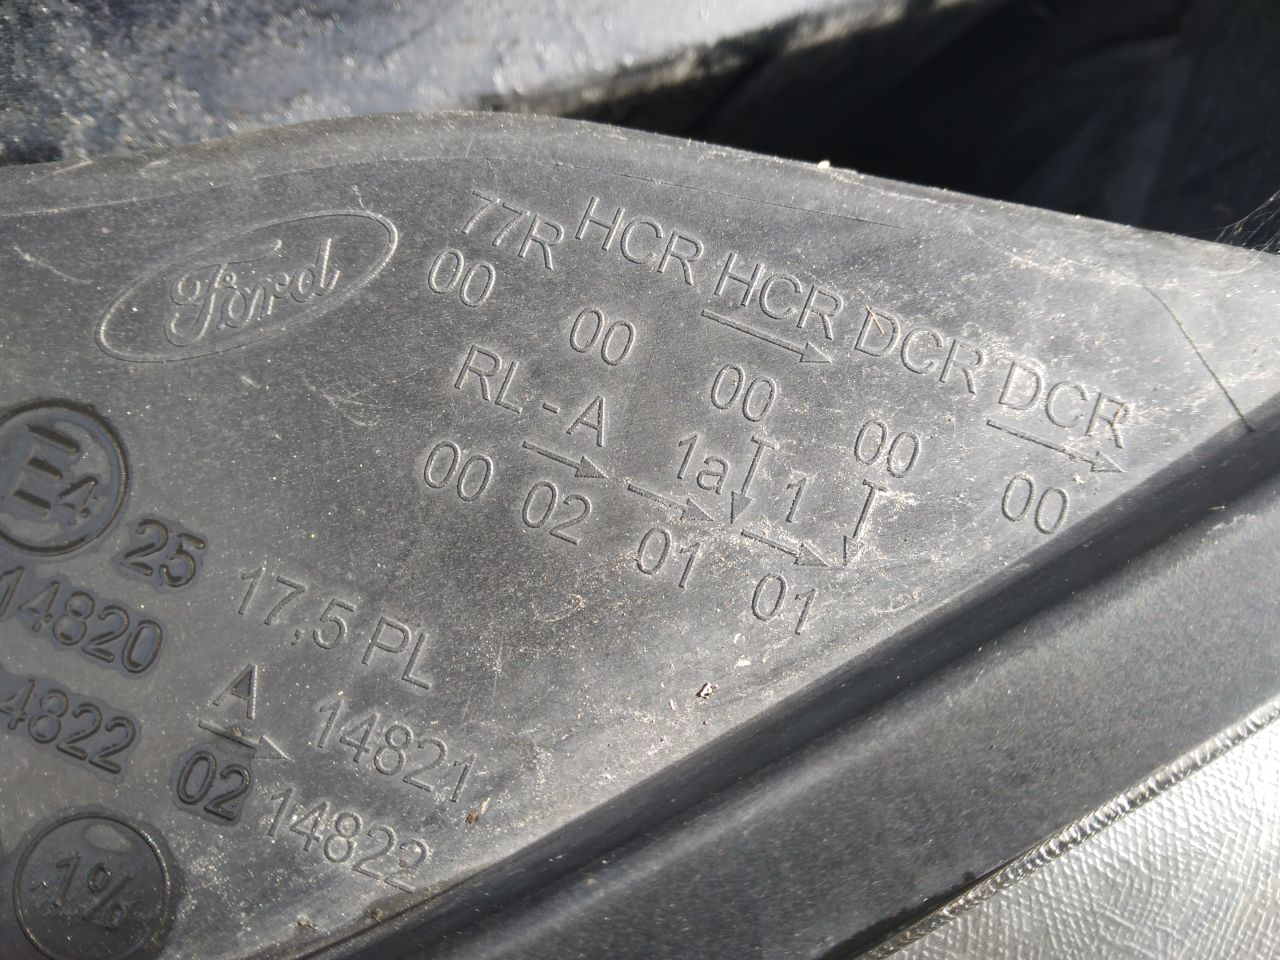 Ford
77R HCR HCR DCR DCR
00 00 00 00 00
RL-A 1a 1
00 02 01 01
E4
25 17,5 PL
14820 A 14821
4822 02 14822
1%